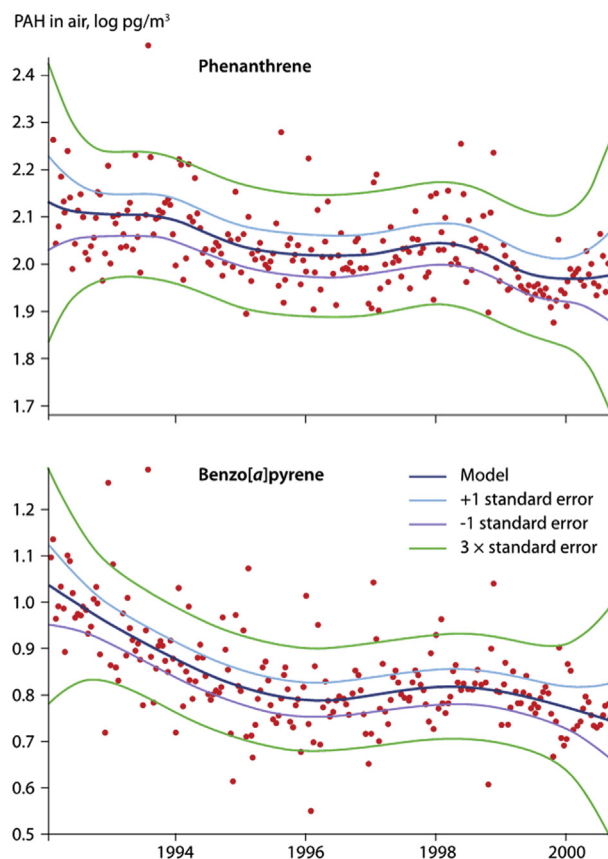 PAH in air, log pg/m³
Phenanthrene
2.4
2.3
2.2
2.1
2.0
1.9
1.8
1.7
Benzo[a]pyrene
Model
+1 standard error
-1 standard error
3 × standard error
1.2
1.1
1.0
0.9
0.8
0.7
0.6
0.5
1994 1996 1998 2000